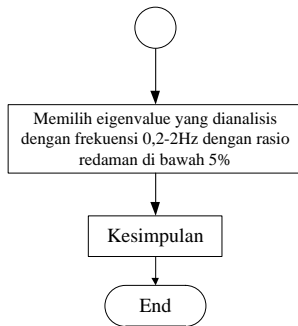 Memilih eigenvalue yang dianalisis
dengan frekuensi 0,2-2Hz dengan rasio
redaman di bawah 5%
Kesimpulan
End